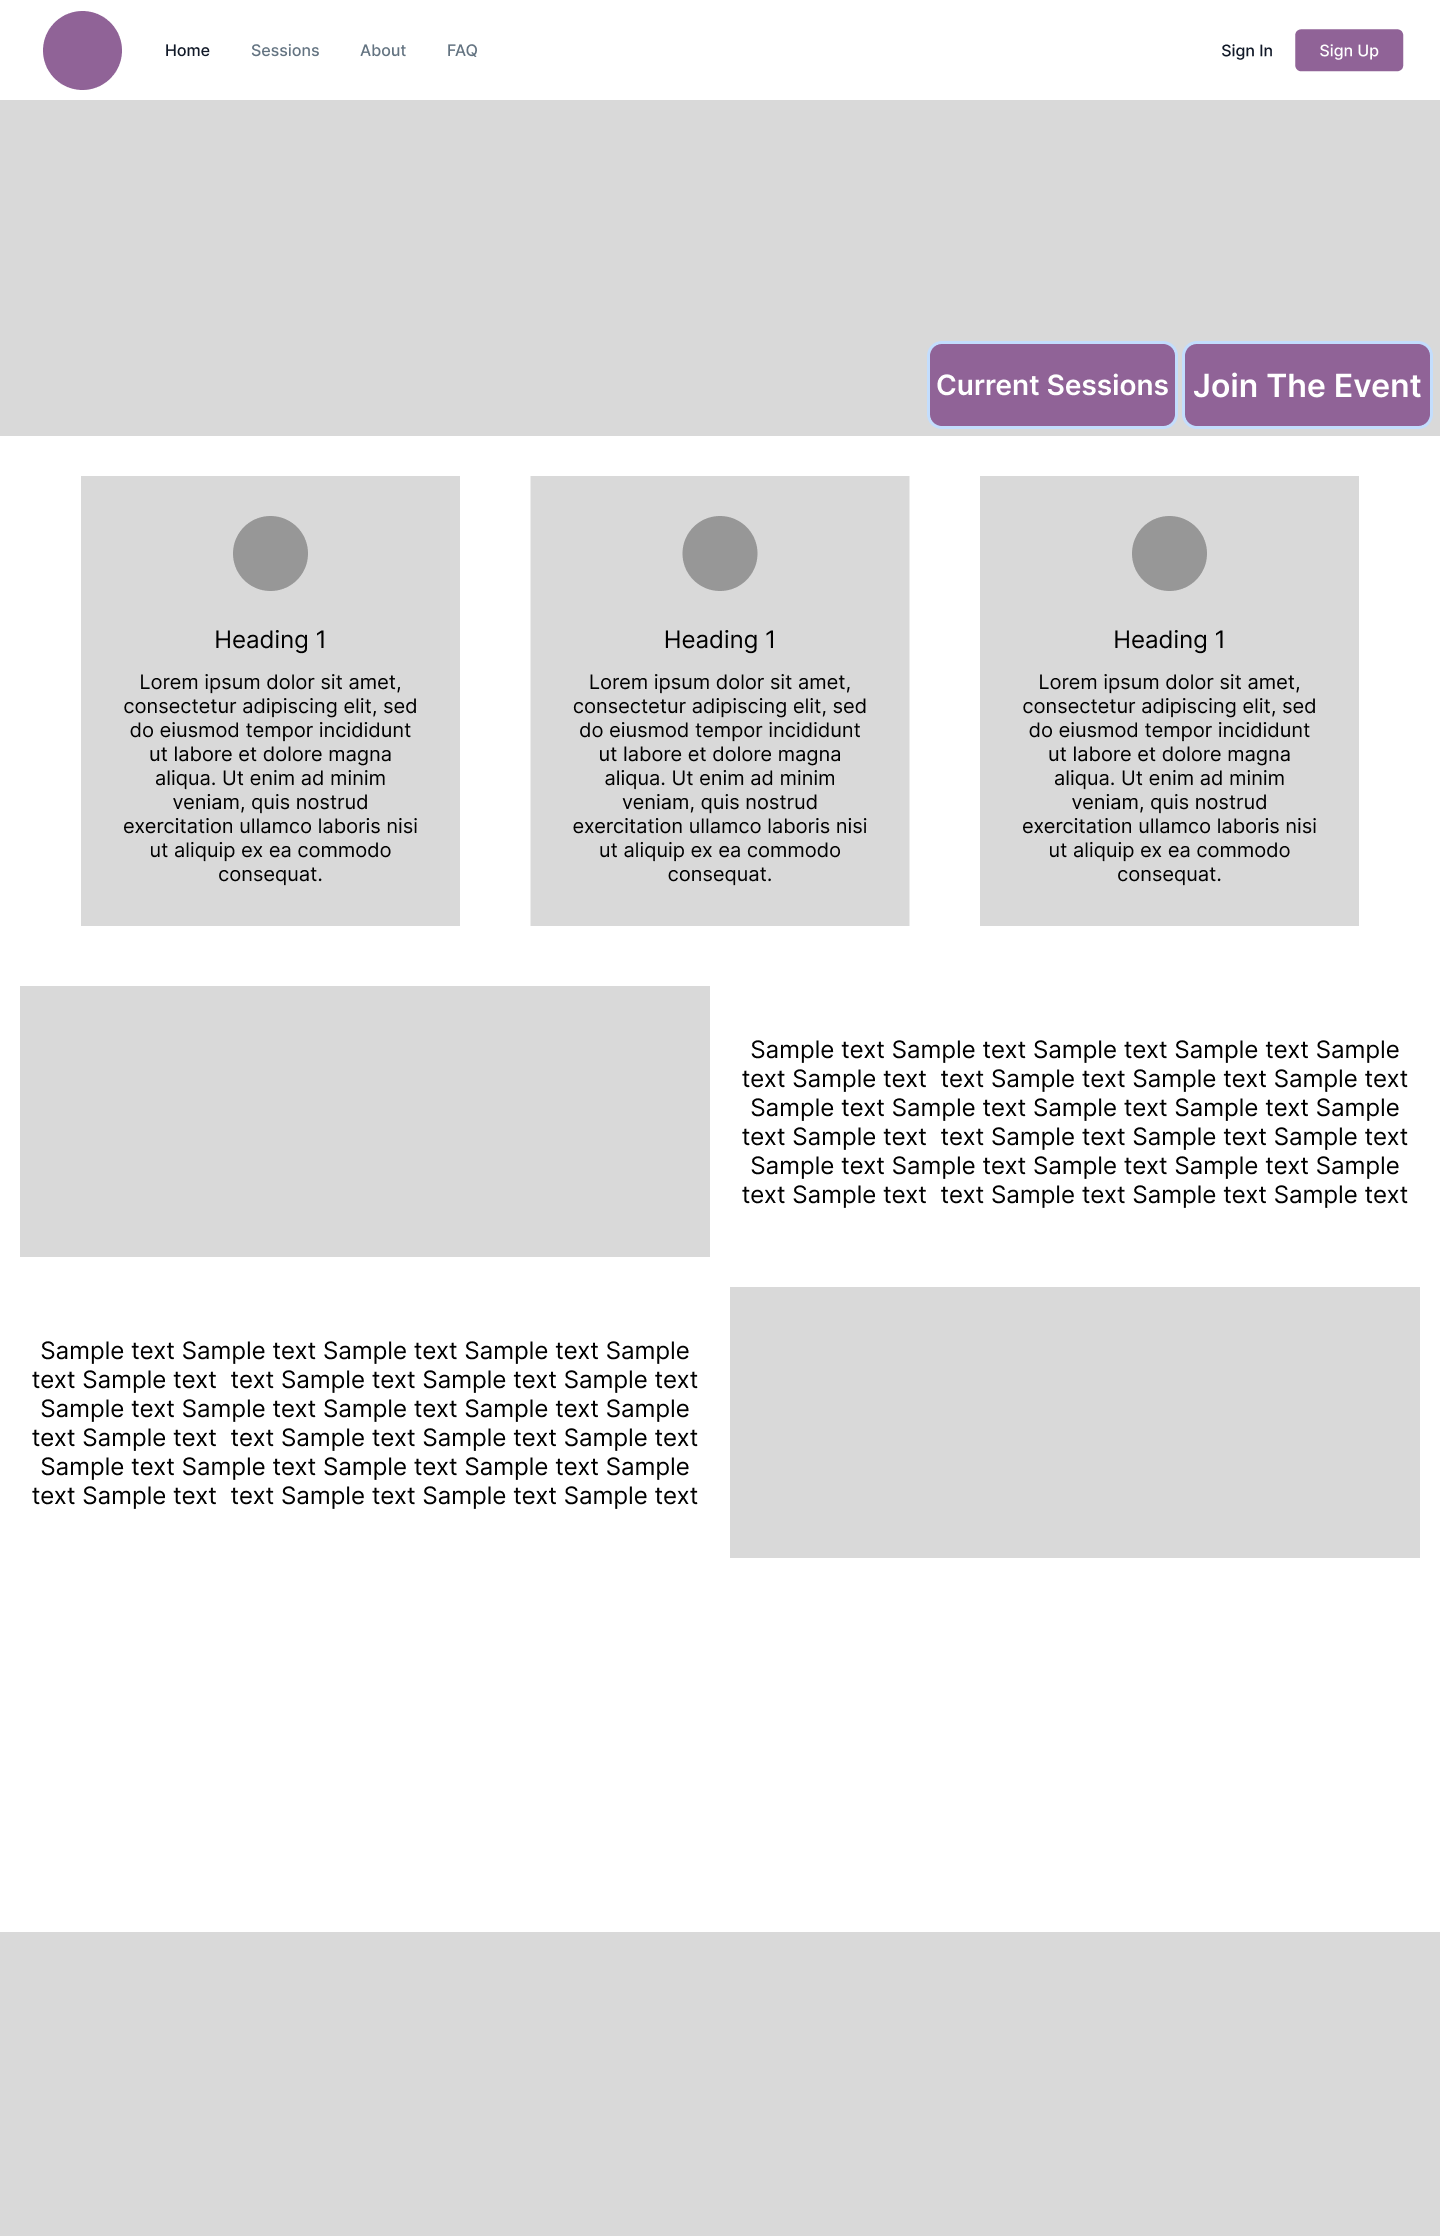 Home Sessions About FAQ Sign In Sign Up
Current Sessions Join The Event
Heading 1
Lorem ipsum dolor sit amet,
consectetur adipiscing elit, sed
do eiusmod tempor incididunt
ut labore et dolore magna
aliqua. Ut enim ad minim
veniam, quis nostrud
exercitation ullamco laboris nisi
ut aliquip ex ea commodo
consequat.
Heading 1
Lorem ipsum dolor sit amet,
consectetur adipiscing elit, sed
do eiusmod tempor incididunt
ut labore et dolore magna
aliqua. Ut enim ad minim
veniam, quis nostrud
exercitation ullamco laboris nisi
ut aliquip ex ea commodo
consequat.
Heading 1
Lorem ipsum dolor sit amet,
consectetur adipiscing elit, sed
do eiusmod tempor incididunt
ut labore et dolore magna
aliqua. Ut enim ad minim
veniam, quis nostrud
exercitation ullamco laboris nisi
ut aliquip ex ea commodo
consequat.
Sample text Sample text Sample text Sample text Sample
text Sample text  text Sample text Sample text Sample text
Sample text Sample text Sample text Sample text Sample
text Sample text  text Sample text Sample text Sample text
Sample text Sample text Sample text Sample text Sample
text Sample text  text Sample text Sample text Sample text
Sample text Sample text Sample text Sample text Sample
text Sample text  text Sample text Sample text Sample text
Sample text Sample text Sample text Sample text Sample
text Sample text  text Sample text Sample text Sample text
Sample text Sample text Sample text Sample text Sample
text Sample text  text Sample text Sample text Sample text